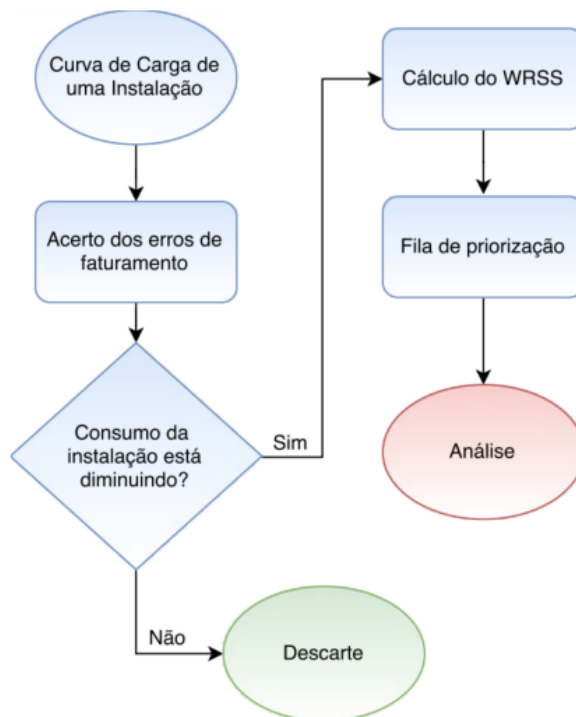 Curva de Carga de
uma Instalação
Acerto dos erros de
faturamento
Consumo da
instalação está
diminuindo?
Sim
Não
Descarte
Cálculo do WRSS
Fila de priorização
Análise